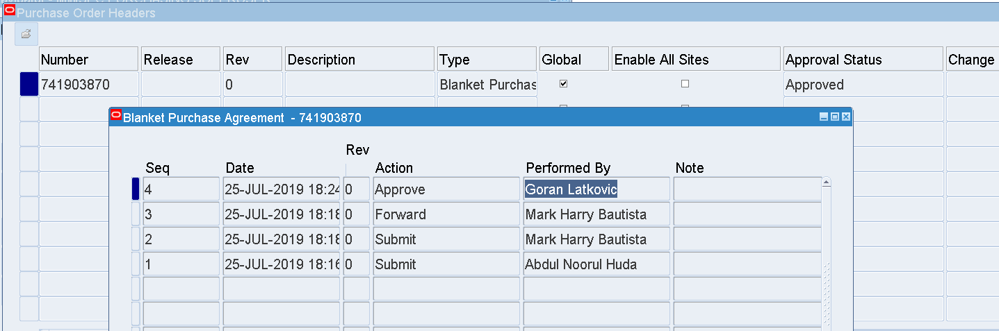 Purchase Order Headers
Number Release Rev Description Type Global Enable All Sites Approval Status Change
741903870 0 Blanket Purchas Approved
Blanket Purchase Agreement - 741903870
Rev
Seq Date Action Performed By Note
4 25-JUL-2019 18:24 0 Approve Goran Latkovic
3 25-JUL-2019 18:18 0 Forward Mark Harry Bautista
2 25-JUL-2019 18:18 0 Submit Mark Harry Bautista
1 25-JUL-2019 18:16 0 Submit Abdul Noorul Huda